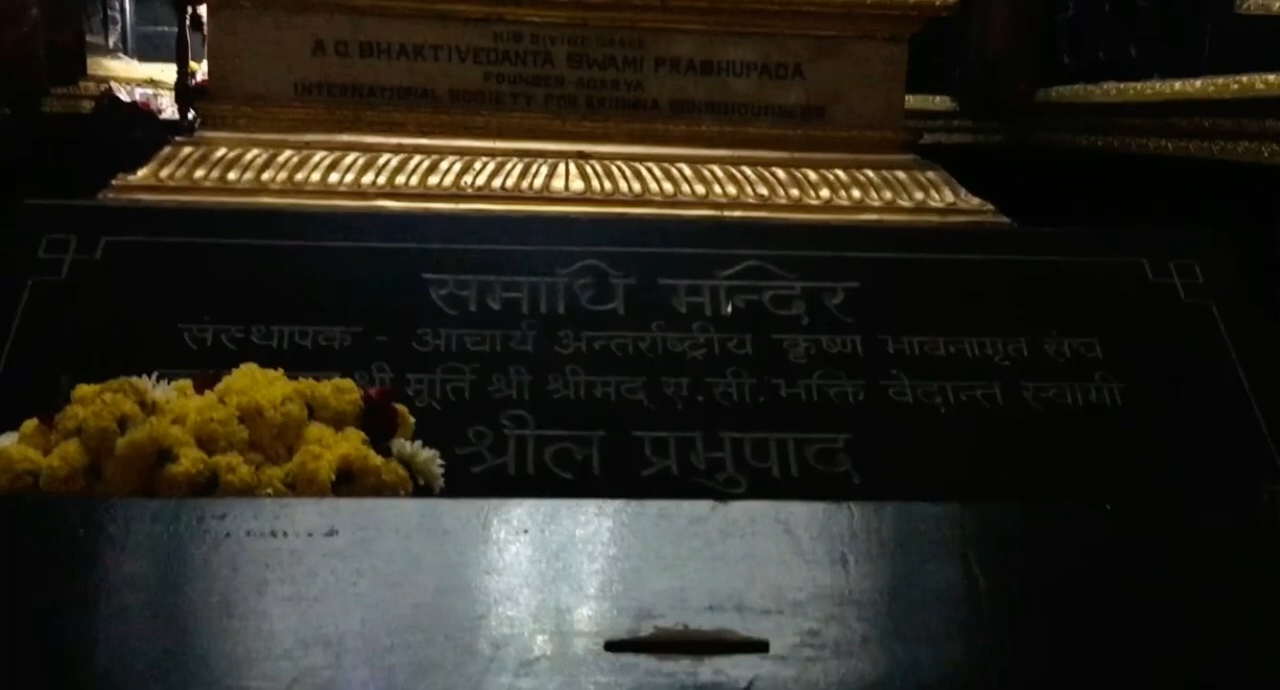 HIS DIVINE GRACE
A C BHAKTIVEDANTA SWAMI PRABHUPADA
FOUNDER-ACARYA
INTERNATIONAL SOCIETY FOR KRISHNA CONSCIOUSNESS
समाधि मन्दिर
संस्थापक - आचार्य अन्तर्राष्ट्रीय कृष्ण भावनामृत संघ
श्री मूर्ति श्री श्रीमद् ए.सी.भक्ति वेदान्त स्वामी
श्रील प्रभुपाद